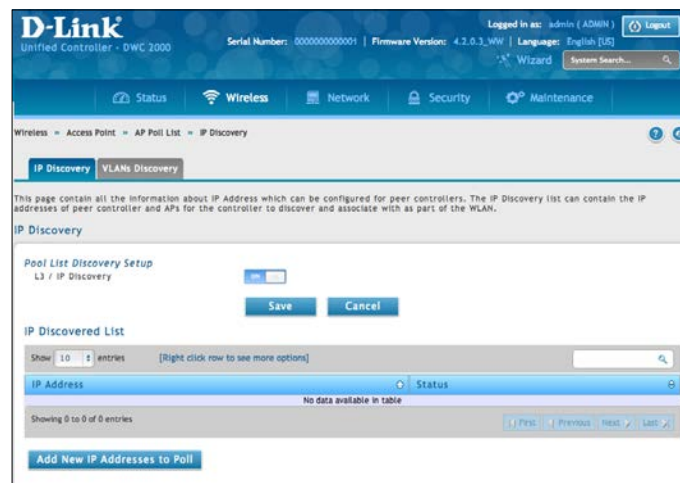 D-Link
Logged in as: admin ( ADMIN ) Logout
Unified Controller - DWC 2000
Serial Number: 0000000000001 | Firmware Version: 4.2.0.3_WW | Language: English [US]
Wizard System Search...
Status Wireless Network Security Maintenance
Wireless » Access Point » AP Poll List » IP Discovery
IP Discovery VLANs Discovery
This page contain all the information about IP Address which can be configured for peer controllers. The IP Discovery list can contain the IP
addresses of peer controller and APs for the controller to discover and associate with as part of the WLAN.
IP Discovery
Pool List Discovery Setup
L3 / IP Discovery ON
Save Cancel
IP Discovered List
Show 10 entries [Right click row to see more options]
IP Address Status
No data available in table
Showing 0 to 0 of 0 entries First Previous Next Last
Add New IP Addresses to Poll